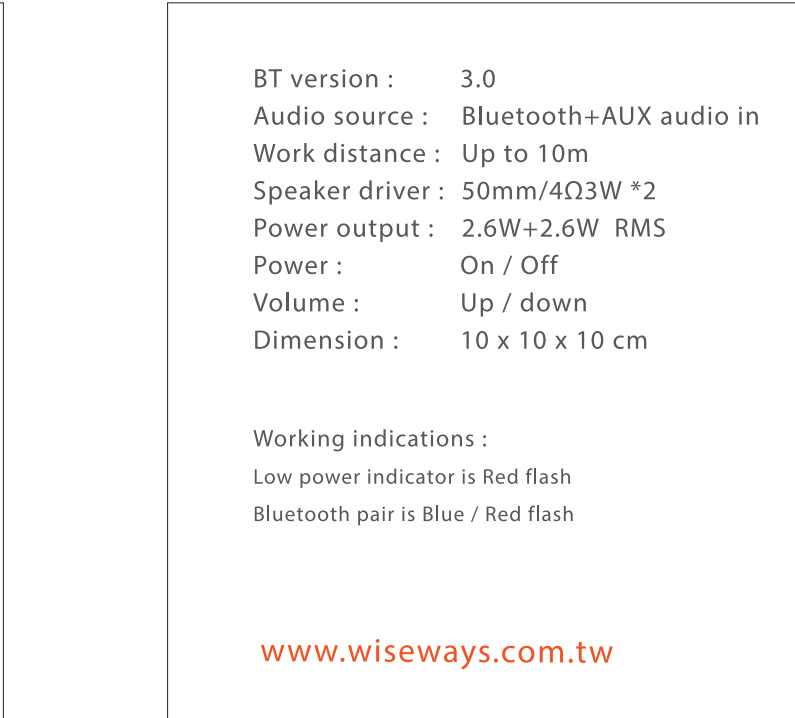 BT version : 3.0
Audio source : Bluetooth+AUX audio in
Work distance : Up to 10m
Speaker driver : 50mm/4Ω3W *2
Power output : 2.6W+2.6W RMS
Power : On / Off
Volume : Up / down
Dimension : 10 x 10 x 10 cm
Working indications :
Low power indicator is Red flash
Bluetooth pair is Blue / Red flash
www.wiseways.com.tw